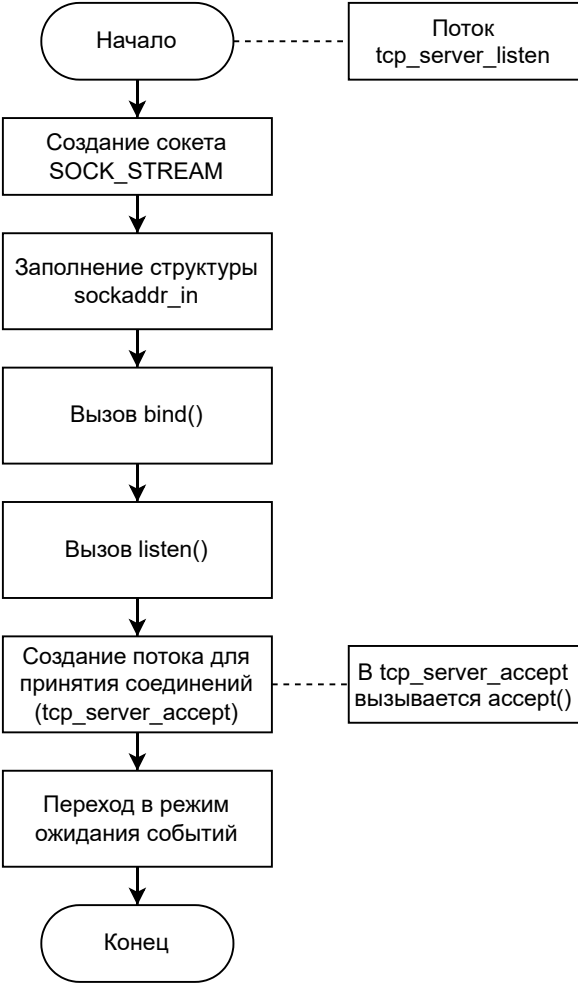 Начало
Поток
tcp_server_listen
Создание сокета
SOCK_STREAM
Заполнение структуры
sockaddr_in
Вызов bind()
Вызов listen()
Создание потока для
принятия соединений
(tcp_server_accept)
В tcp_server_accept
вызывается accept()
Переход в режим
ожидания событий
Конец